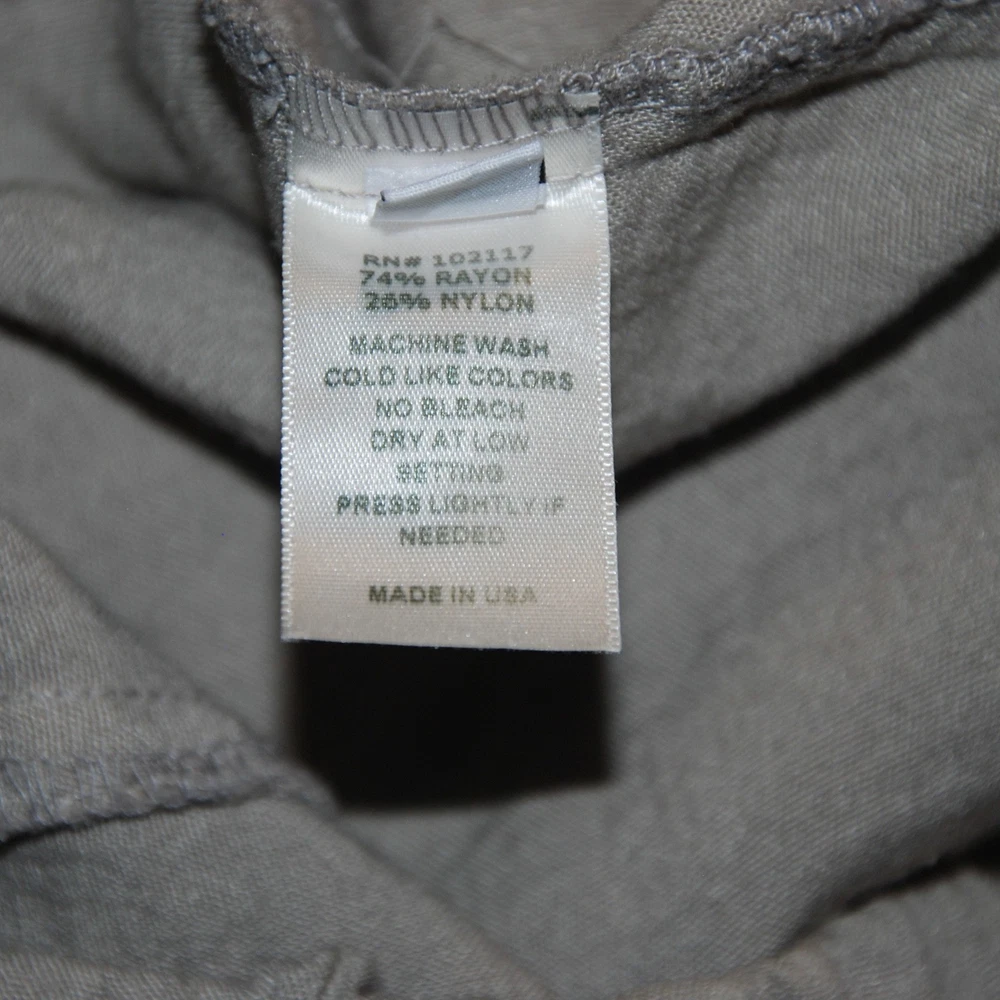 RN# 102117
74% RAYON
26% NYLON
MACHINE WASH
COLD LIKE COLORS
NO BLEACH
DRY AT LOW
SETTING
PRESS LIGHTLY IF
NEEDED
MADE IN USA